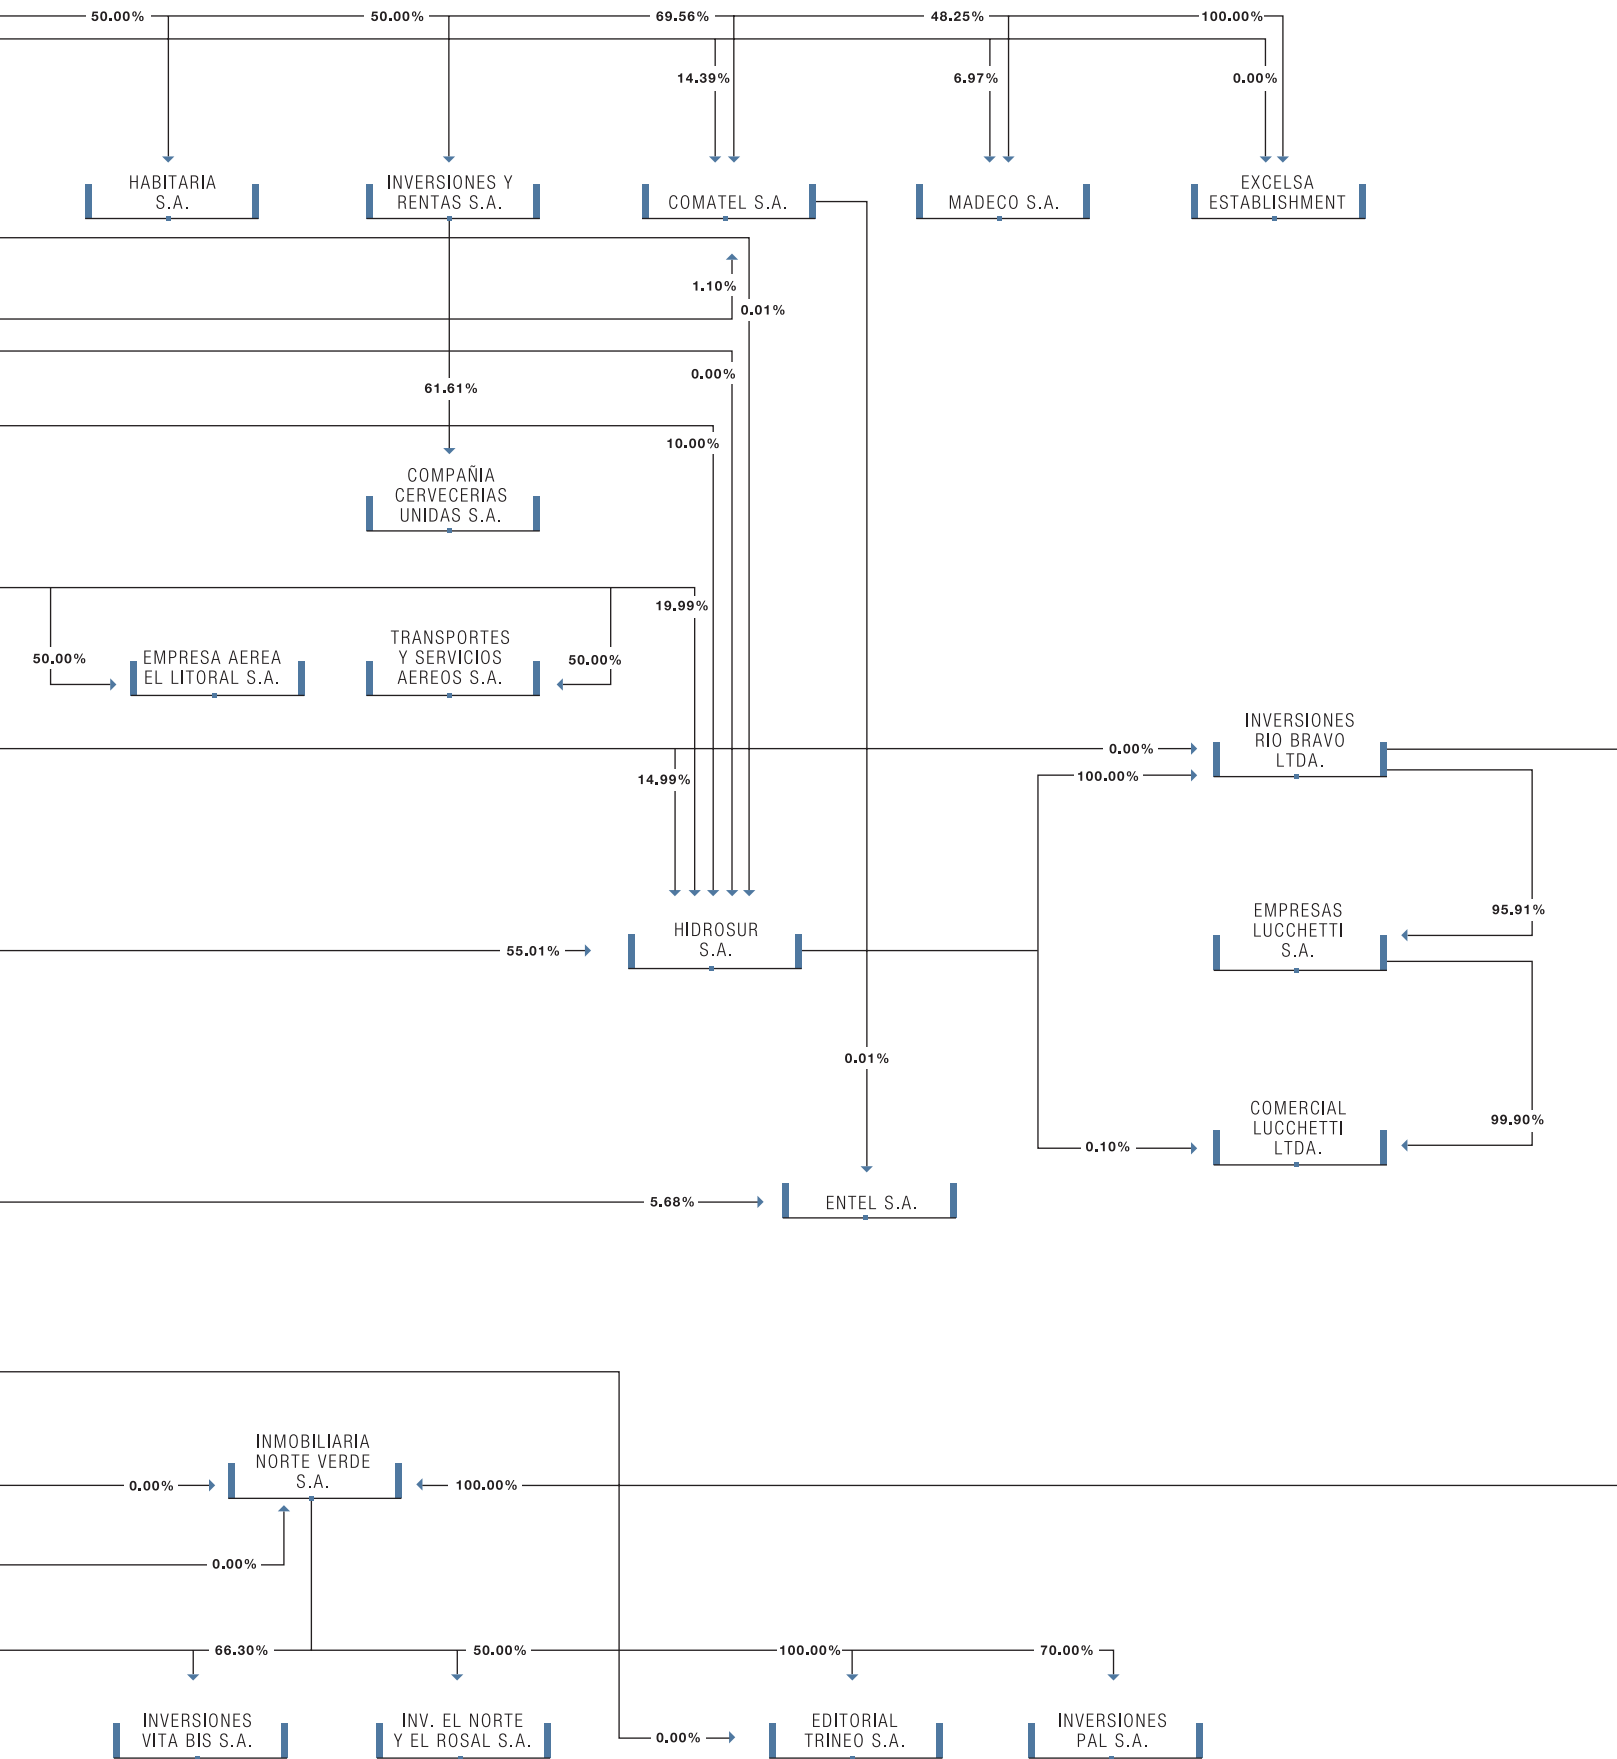 50.00%
50.00%
69.56%
48.25%
100.00%
14.39%
6.97%
0.00%
HABITARIA
S.A.
INVERSIONES Y
RENTAS S.A.
COMATEL S.A.
MADECO S.A.
EXCELSA
ESTABLISHMENT
1.10%
0.01%
0.00%
61.61%
10.00%
COMPAÑIA
CERVECERIAS
UNIDAS S.A.
19.99%
50.00%
EMPRESA AEREA
EL LITORAL S.A.
TRANSPORTES
Y SERVICIOS
AEREOS S.A.
50.00%
INVERSIONES
RIO BRAVO
LTDA.
0.00%
14.99%
100.00%
95.91%
EMPRESAS
LUCCHETTI
S.A.
HIDROSUR
S.A.
55.01%
0.01%
COMERCIAL
LUCCHETTI
LTDA.
99.90%
0.10%
5.68%
ENTEL S.A.
INMOBILIARIA
NORTE VERDE
S.A.
0.00%
100.00%
0.00%
66.30%
50.00%
100.00%
70.00%
INVERSIONES
VITA BIS S.A.
INV. EL NORTE
Y EL ROSAL S.A.
0.00%
EDITORIAL
TRINEO S.A.
INVERSIONES
PAL S.A.